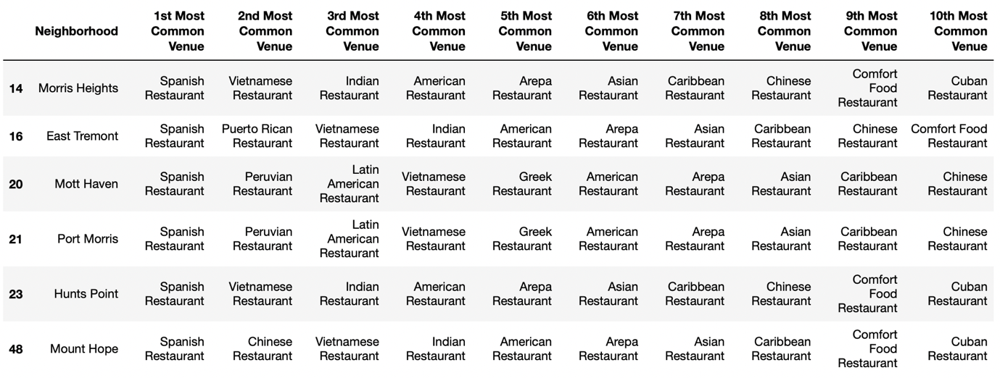 Neighborhood 1st Most Common Venue 2nd Most Common Venue 3rd Most Common Venue 4th Most Common Venue 5th Most Common Venue 6th Most Common Venue 7th Most Common Venue 8th Most Common Venue 9th Most Common Venue 10th Most Common Venue
14 Morris Heights Spanish Restaurant Vietnamese Restaurant Indian Restaurant American Restaurant Arepa Restaurant Asian Restaurant Caribbean Restaurant Chinese Restaurant Comfort Food Restaurant Cuban Restaurant
16 East Tremont Spanish Restaurant Puerto Rican Restaurant Vietnamese Restaurant Indian Restaurant American Restaurant Arepa Restaurant Asian Restaurant Caribbean Restaurant Chinese Restaurant Comfort Food Restaurant
20 Mott Haven Spanish Restaurant Peruvian Restaurant Latin American Restaurant Vietnamese Restaurant Greek Restaurant American Restaurant Arepa Restaurant Asian Restaurant Caribbean Restaurant Chinese Restaurant
21 Port Morris Spanish Restaurant Peruvian Restaurant Latin American Restaurant Vietnamese Restaurant Greek Restaurant American Restaurant Arepa Restaurant Asian Restaurant Caribbean Restaurant Chinese Restaurant
23 Hunts Point Spanish Restaurant Vietnamese Restaurant Indian Restaurant American Restaurant Arepa Restaurant Asian Restaurant Caribbean Restaurant Chinese Restaurant Comfort Food Restaurant Cuban Restaurant
48 Mount Hope Spanish Restaurant Chinese Restaurant Vietnamese Restaurant Indian Restaurant American Restaurant Arepa Restaurant Asian Restaurant Caribbean Restaurant Comfort Food Restaurant Cuban Restaurant